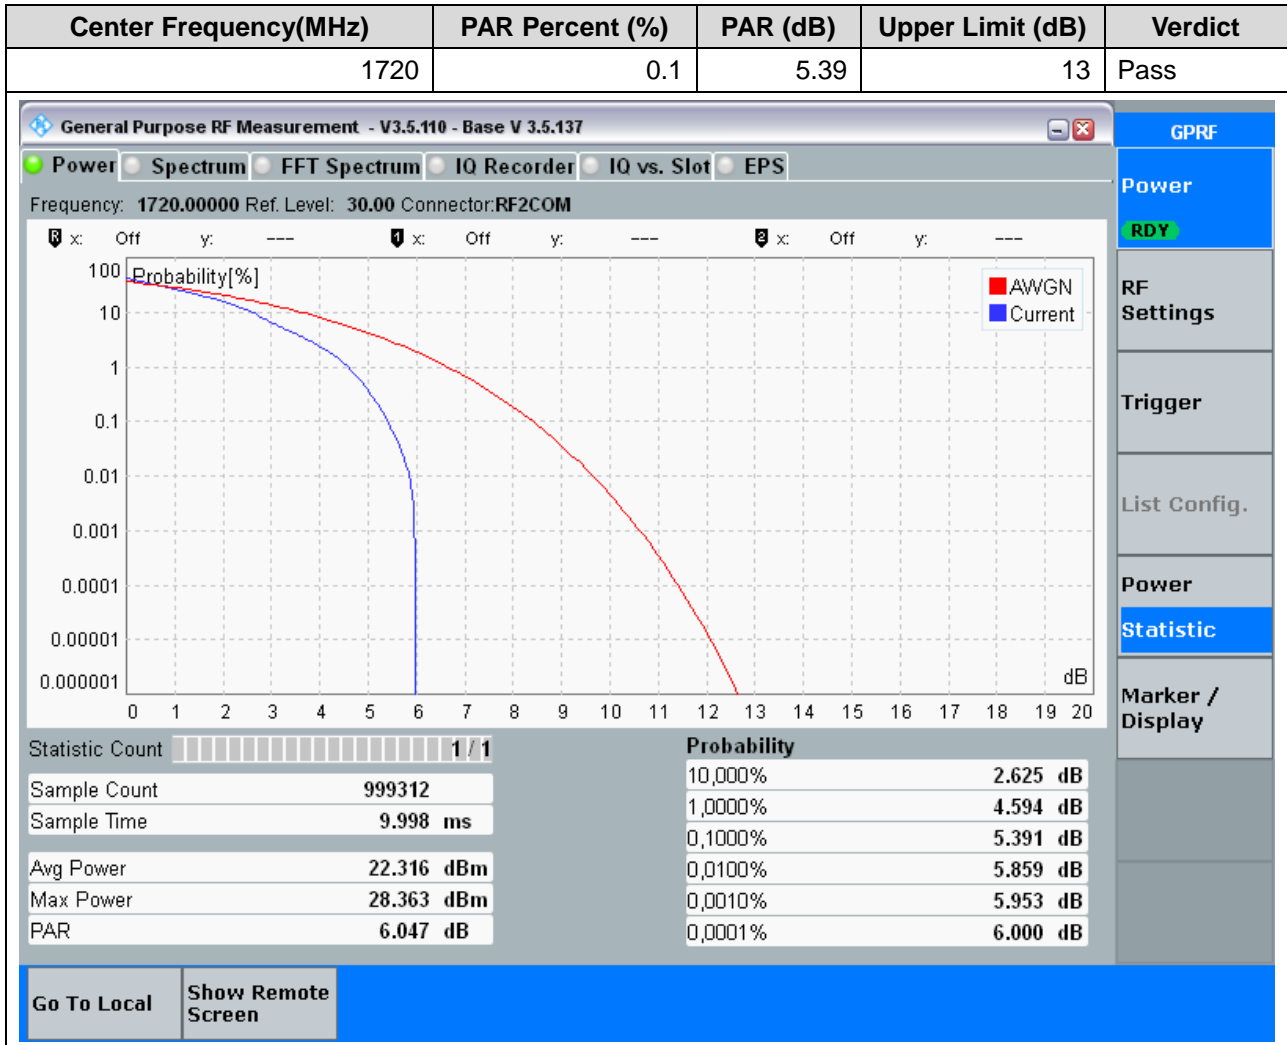 Center Frequency(MHz) PAR Percent (%) PAR (dB) Upper Limit (dB) Verdict
1720 0.1 5.39 13 Pass
General Purpose RF Measurement - V3.5.110 - Base V 3.5.137
GPRF
Power Spectrum FFT Spectrum IQ Recorder IQ vs. Slot EPS
Frequency: 1720.00000 Ref. Level: 30.00 Connector:RF2COM
R x: Off y: --- 1 x: Off y: --- 2 x: Off y: ---
Probability[%]
AWGN
Current
100
10
1
0.1
0.01
0.001
0.0001
0.00001
0.000001
dB
0 1 2 3 4 5 6 7 8 9 10 11 12 13 14 15 16 17 18 19 20
Statistic Count 1 / 1
Sample Count 999312
Sample Time 9.998 ms
Avg Power 22.316 dBm
Max Power 28.363 dBm
PAR 6.047 dB
Probability
10,000% 2.625 dB
1,0000% 4.594 dB
0,1000% 5.391 dB
0,0100% 5.859 dB
0,0010% 5.953 dB
0,0001% 6.000 dB
Power
RDY
RF
Settings
Trigger
List Config.
Power
Statistic
Marker /
Display
Go To Local
Show Remote
Screen